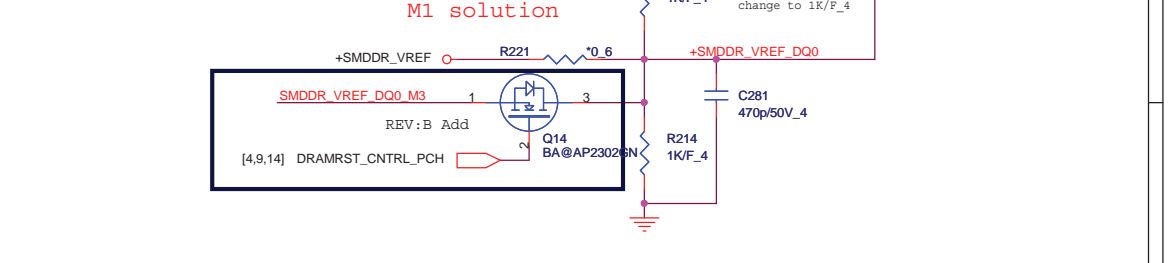 M1 solution
change to 1K/F_4
+SMDDR_VREF
R221
*0_6
+SMDDR_VREF_DQ0
SMDDR_VREF_DQ0_M3
1
3
C281
470p/50V_4
REV:B Add
2
Q14
BA@AP2302GN
R214
1K/F_4
[4,9,14] DRAMRST_CNTRL_PCH